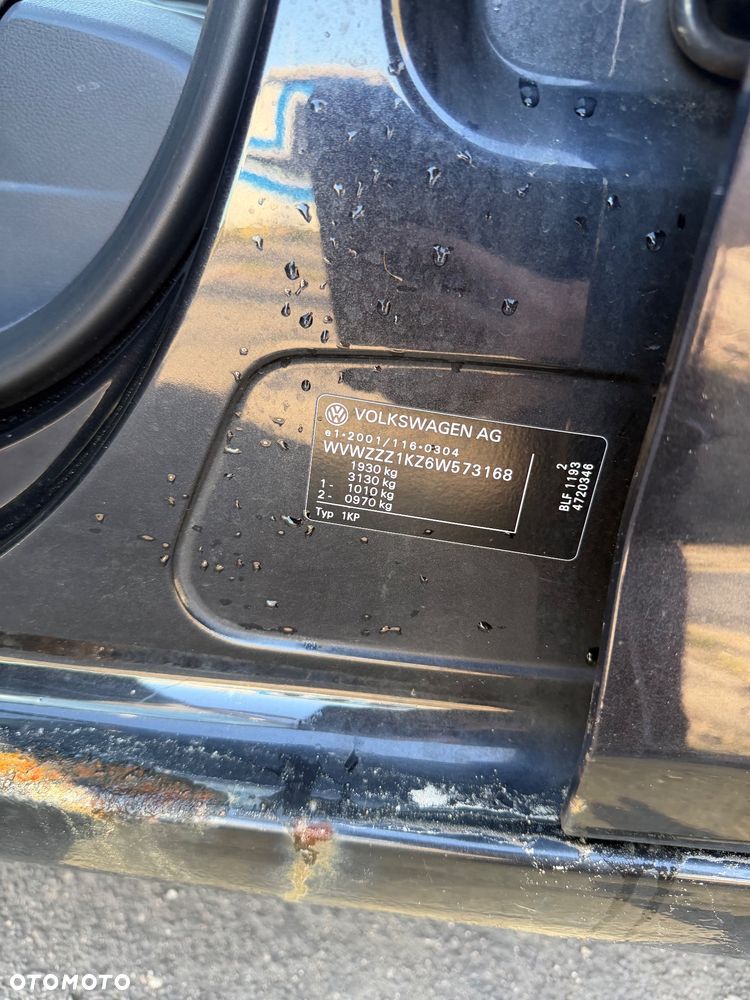 VOLKSWAGEN AG
e1*2001/116*0304
WVWZZZ1KZ6W573168
1930 kg
3130 kg
1 - 1010 kg
2 - 0970 kg
Typ 1KP
2
BLF 1193
4720346
OTOMOTO